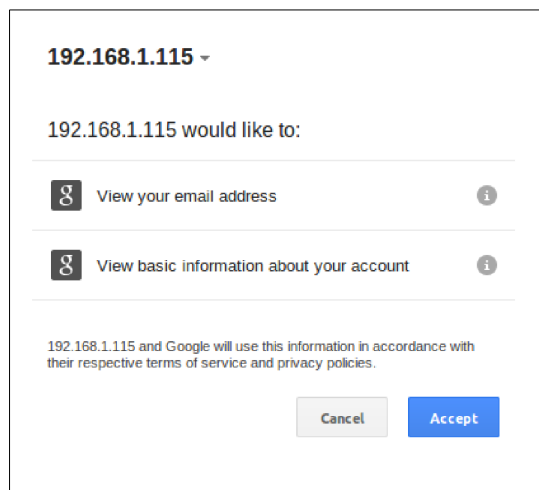 192.168.1.115
192.168.1.115 would like to:
g View your email address i
g View basic information about your account i
192.168.1.115 and Google will use this information in accordance with
their respective terms of service and privacy policies.
Cancel Accept